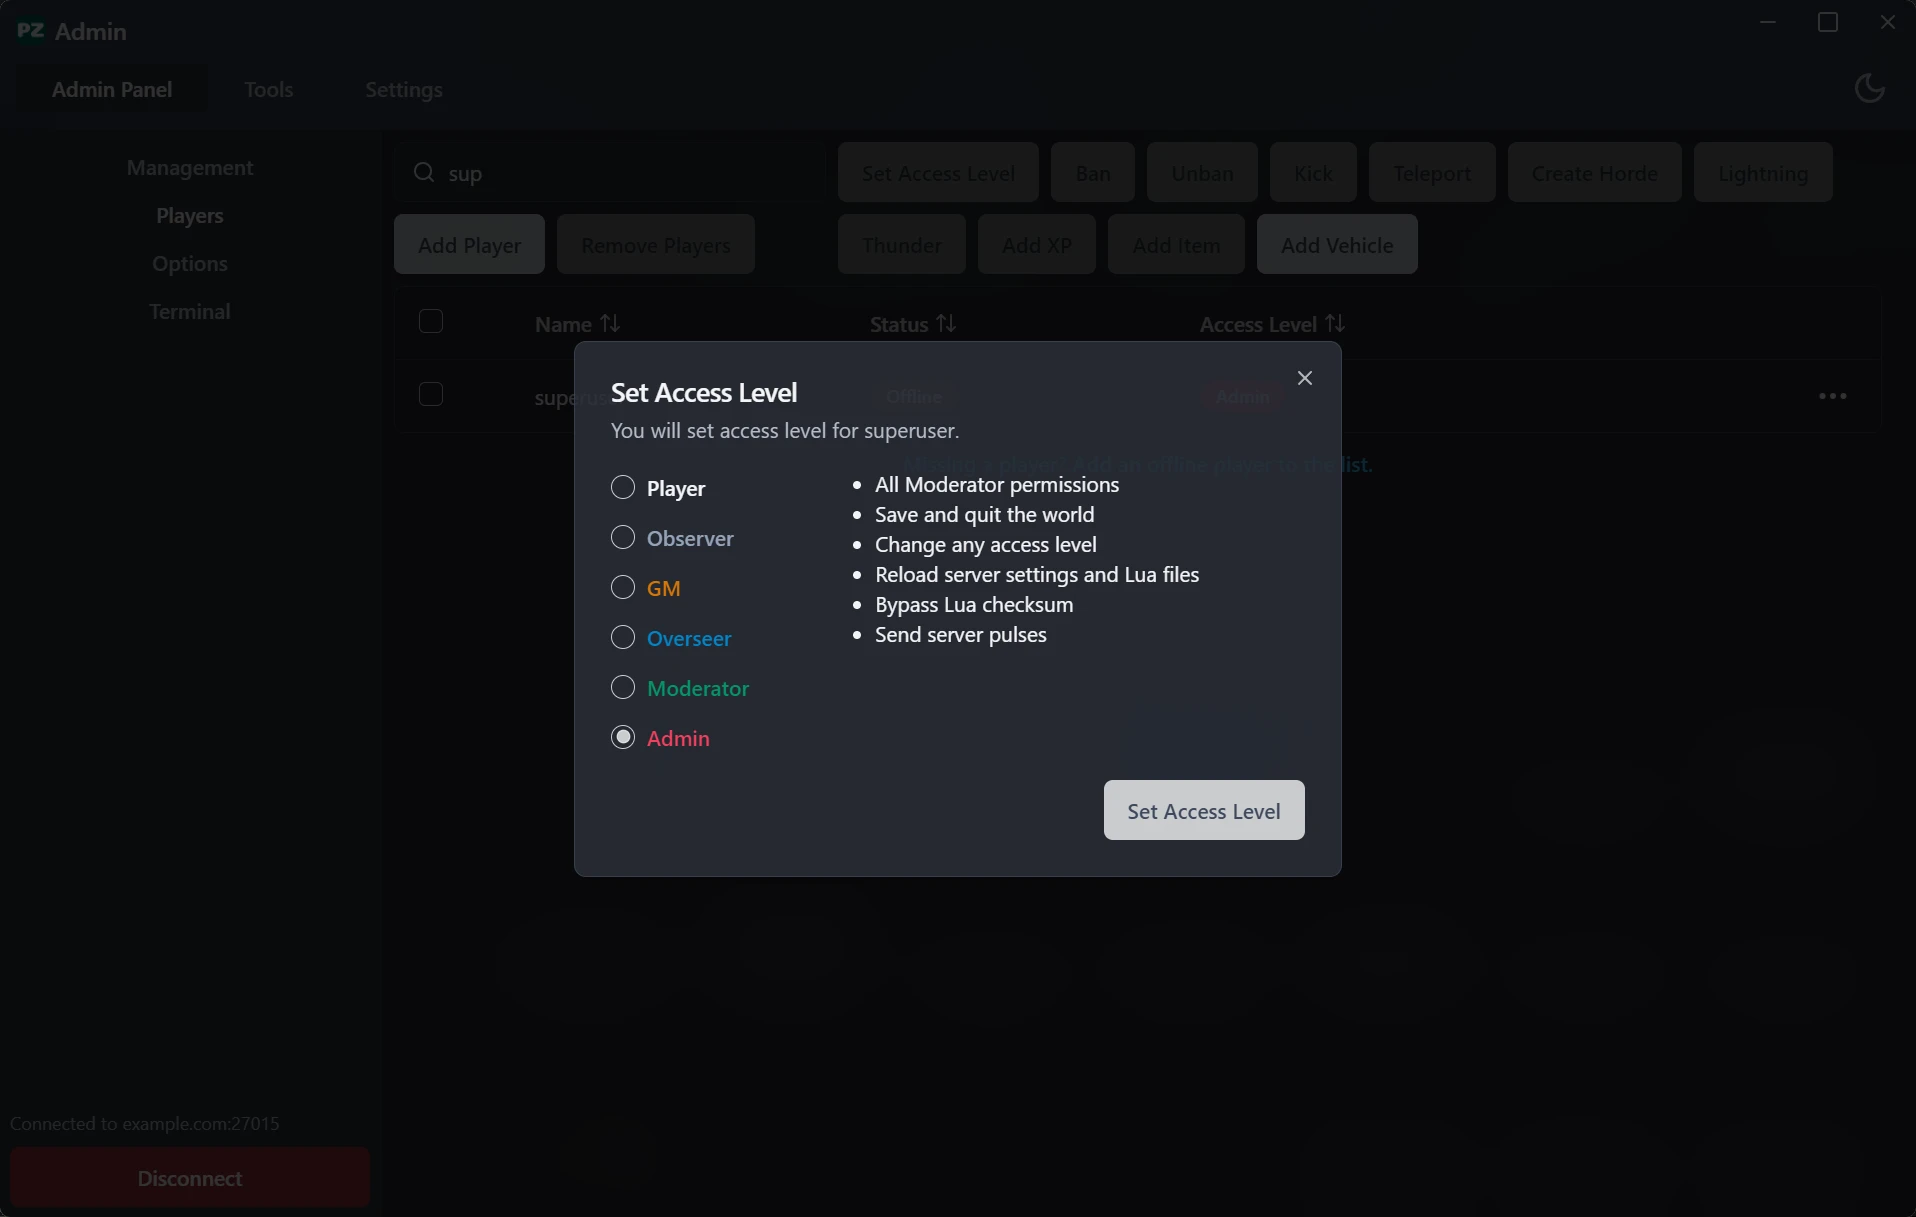 PZ Admin
Admin Panel Tools Settings
Management
Players
Options
Terminal
sup
Set Access Level Ban Unban Kick Teleport Create Horde Lightning
Add Player Remove Players Thunder Add XP Add Item Add Vehicle
Name Status Access Level
Offline Admin
Missing a player? Add an offline player to the list.
Set Access Level
You will set access level for superuser.
Player
Observer
GM
Overseer
Moderator
Admin
• All Moderator permissions
• Save and quit the world
• Change any access level
• Reload server settings and Lua files
• Bypass Lua checksum
• Send server pulses
Set Access Level
Connected to example.com:27015
Disconnect